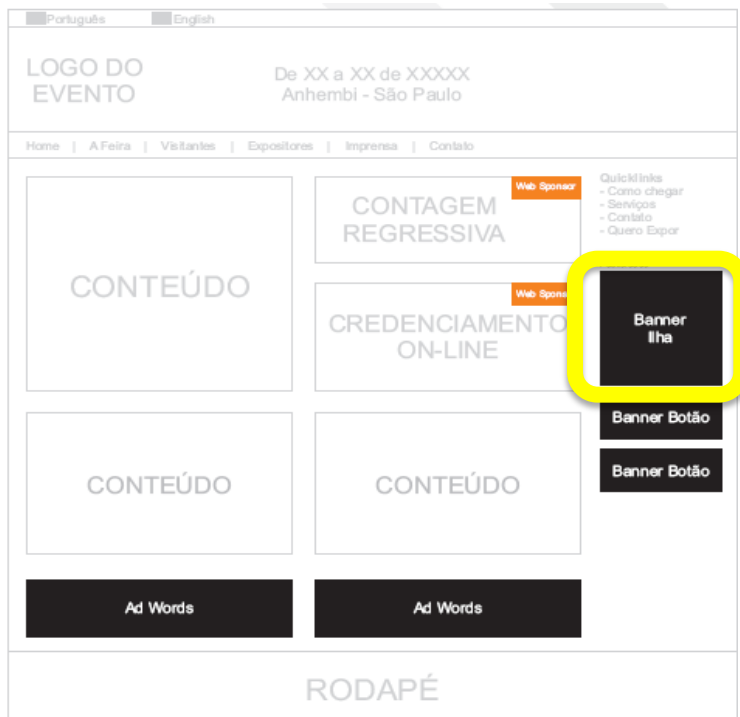 Português English
LOGO DO
EVENTO
De XX a XX de XXXXX
Anhembi - São Paulo
Home | A Feira | Visitantes | Expositores | Imprensa | Contato
CONTEÚDO
Web Sponsor
CONTAGEM
REGRESSIVA
Quicklinks
- Como chegar
- Serviços
- Contato
- Quero Expor
Web Spons
CREDENCIAMENTO
ON-LINE
Banner
Ilha
Banner Botão
Banner Botão
CONTEÚDO
CONTEÚDO
Ad Words
Ad Words
RODAPÉ